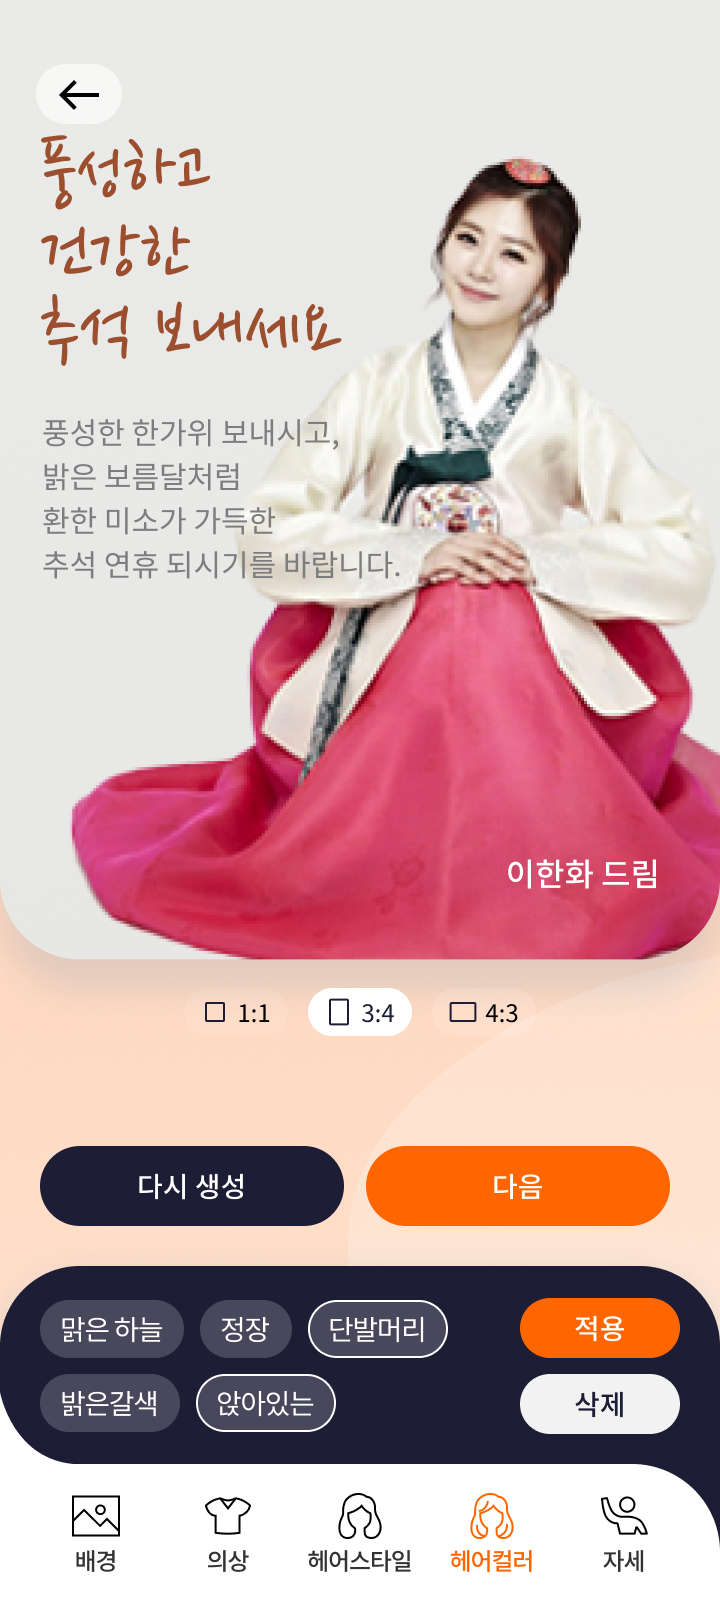 풍성하고
건강한
추석 보내세요
풍성한 한가위 보내시고,
밝은 보름달처럼
환한 미소가 가득한
추석 연휴 되시기를 바랍니다.
이한화 드림
1:1 3:4 4:3
다시 생성 다음
맑은 하늘 정장 단발머리 적용
밝은갈색 앉아있는 삭제
배경 의상 헤어스타일 헤어컬러 자세